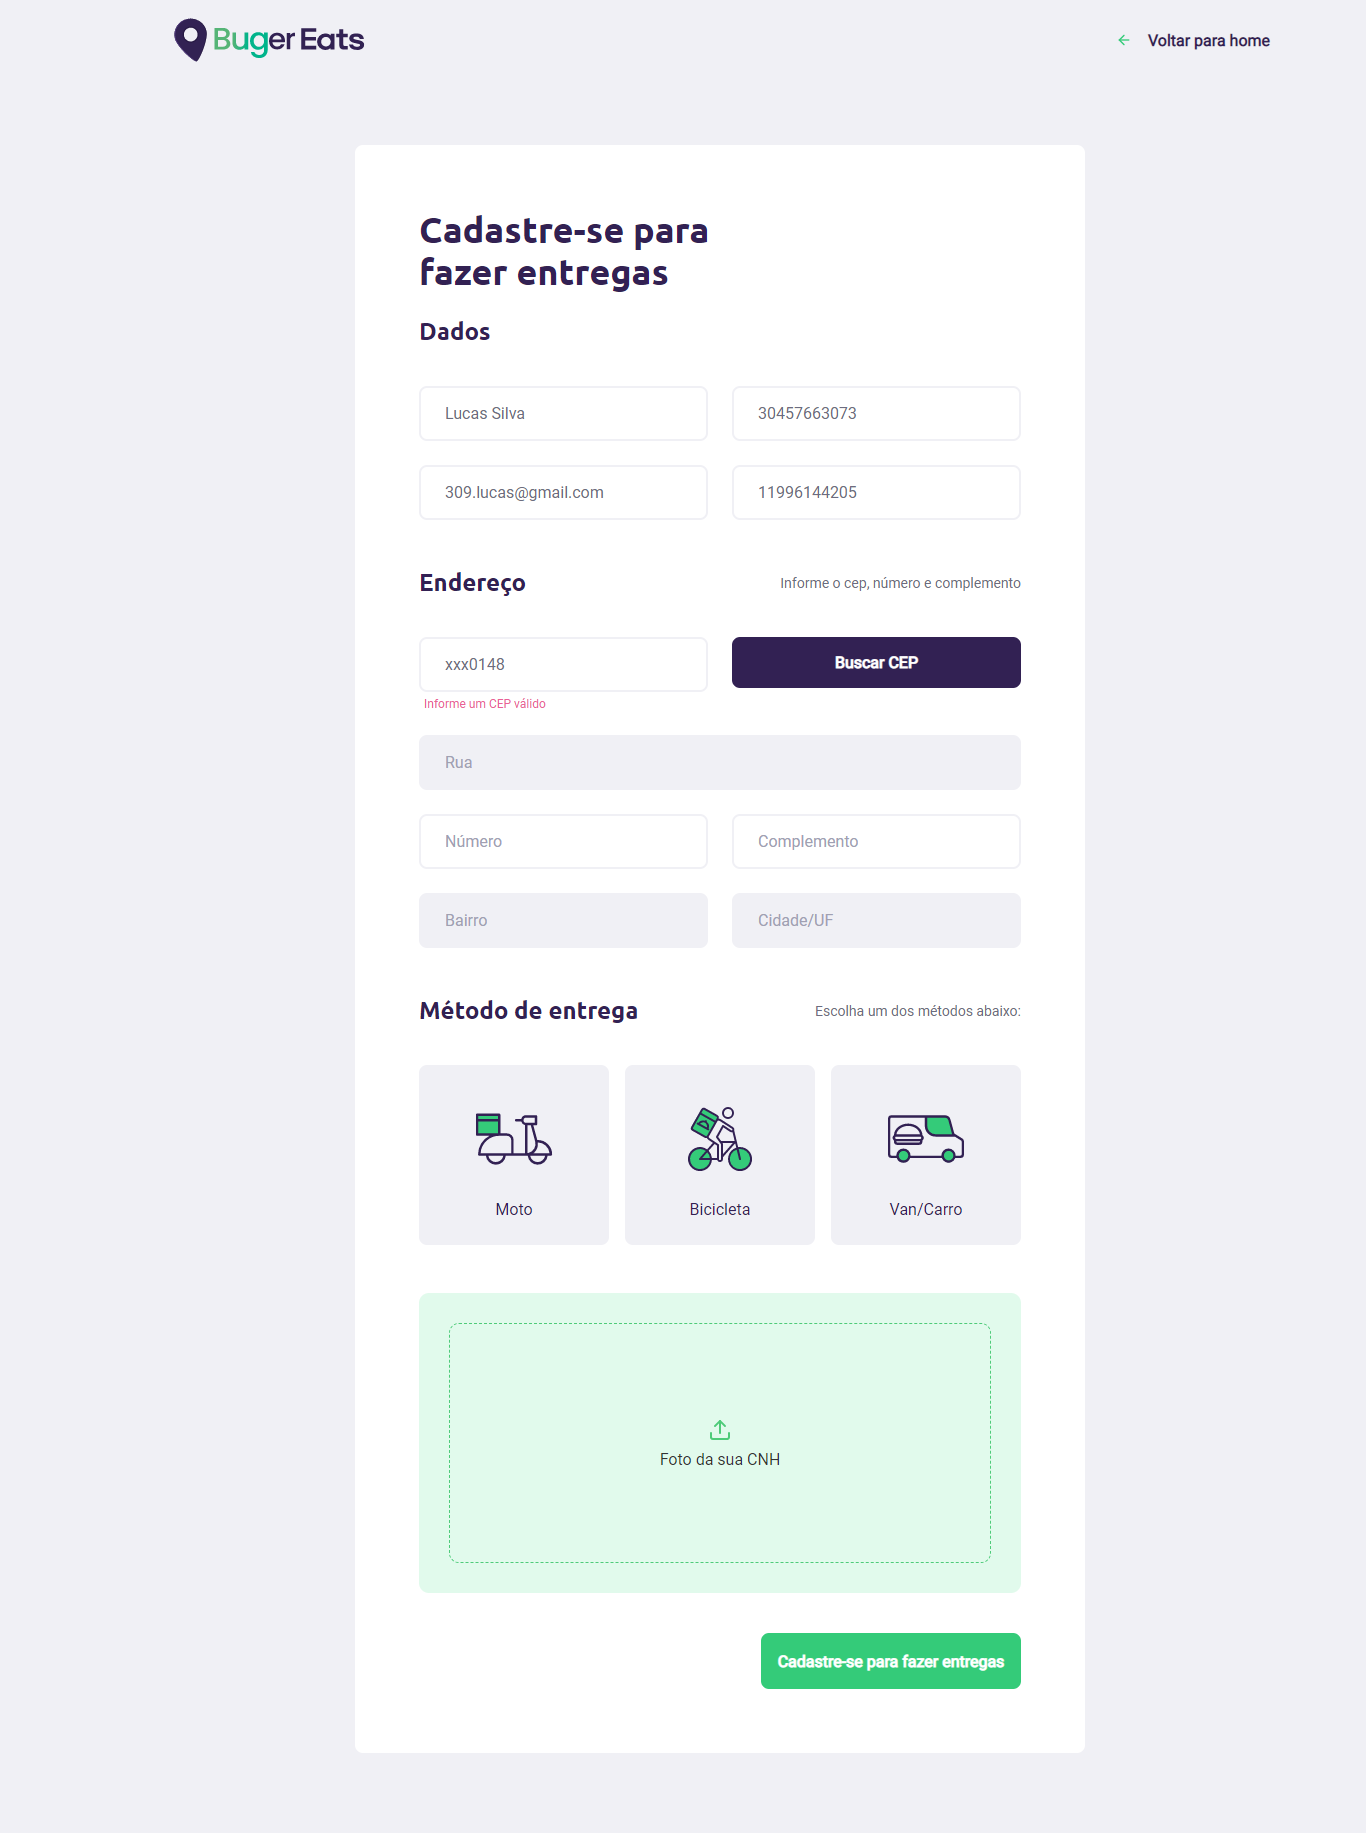 Buger Eats
Voltar para home
Cadastre-se para
fazer entregas
Dados
Lucas Silva
30457663073
309.lucas@gmail.com
11996144205
Endereço
Informe o cep, número e complemento
xxx0148
Buscar CEP
Informe um CEP válido
Rua
Número
Complemento
Bairro
Cidade/UF
Método de entrega
Escolha um dos métodos abaixo:
Moto
Bicicleta
Van/Carro
Foto da sua CNH
Cadastre-se para fazer entregas